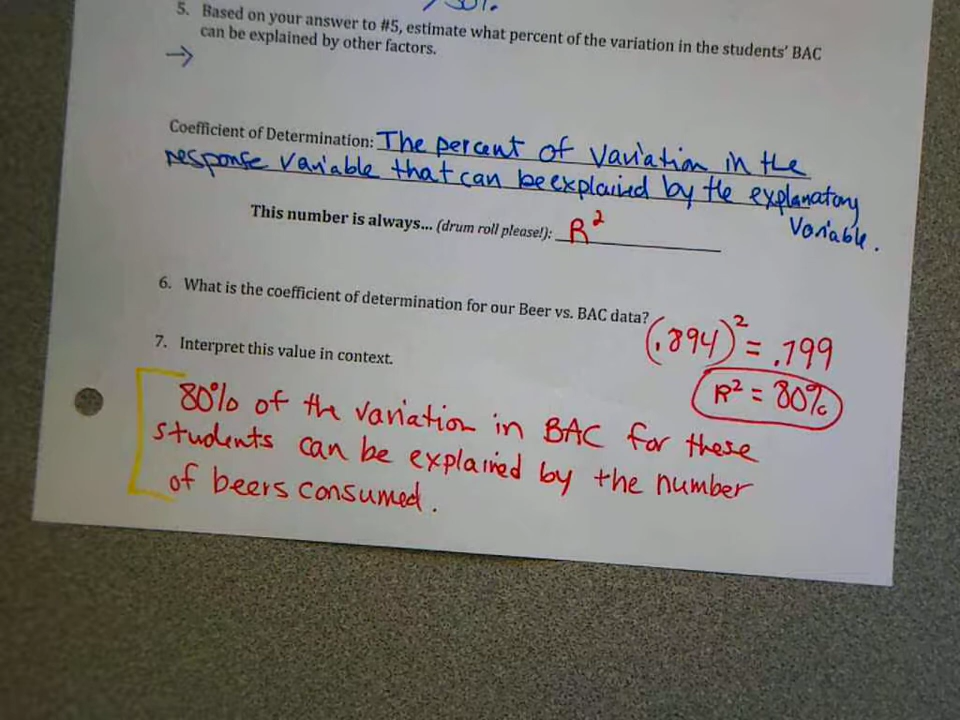 5. Based on your answer to #5, estimate what percent of the variation in the students' BAC
can be explained by other factors.
→
Coefficient of Determination: The percent of variation in the
response variable that can be explained by the explanatory
variable.
This number is always... (drum roll please!): R²
6. What is the coefficient of determination for our Beer vs. BAC data?
(.894)² = .799
7. Interpret this value in context.
R² = 80%
80% of the variation in BAC for these
students can be explained by the number
of beers consumed.